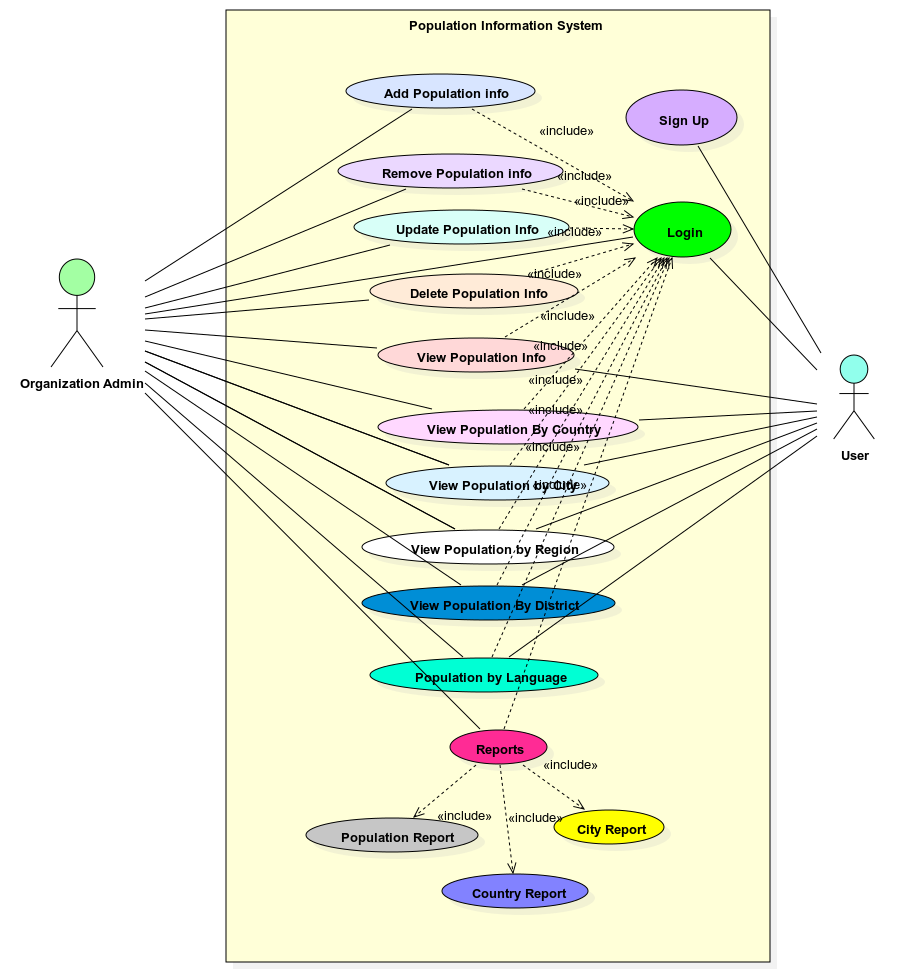 Population Information System
Add Population info
Sign Up
«include»
Remove Population info
«include»
«include»
Update Population Info
«include»
Login
«include»
Delete Population Info
«include»
View Population Info
«include»
«include»
Organization Admin
«include»
View Population By Country
«include»
User
View Population by City
«include»
View Population by Region
View Population By District
Population by Language
Reports
«include»
«include»
«include»
Population Report
City Report
Country Report